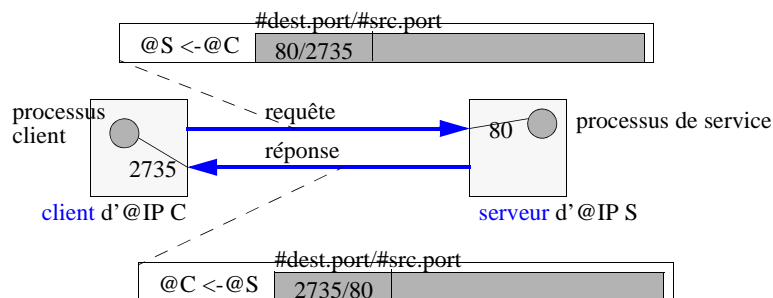 #dest.port/#src.port
@S <-@C
80/2735
processus
client
requête
80
processus de service
réponse
2735
client d'@IP C
serveur d'@IP S
#dest.port/#src.port
@C <-@S
2735/80